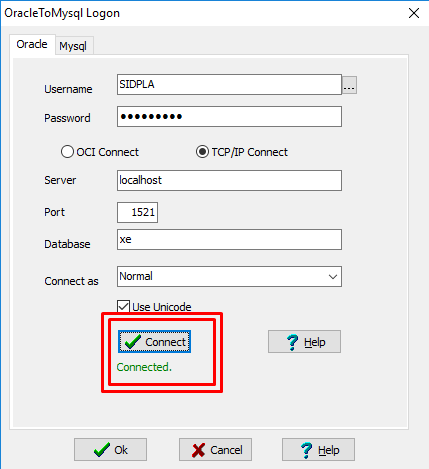 OracleToMysql Logon
Oracle Mysql
Username SIDPLA ...
Password •••••••••
OCI Connect TCP/IP Connect
Server localhost
Port 1521
Database xe
Connect as Normal
Use Unicode
Connect Help
Connected.
Ok Cancel Help